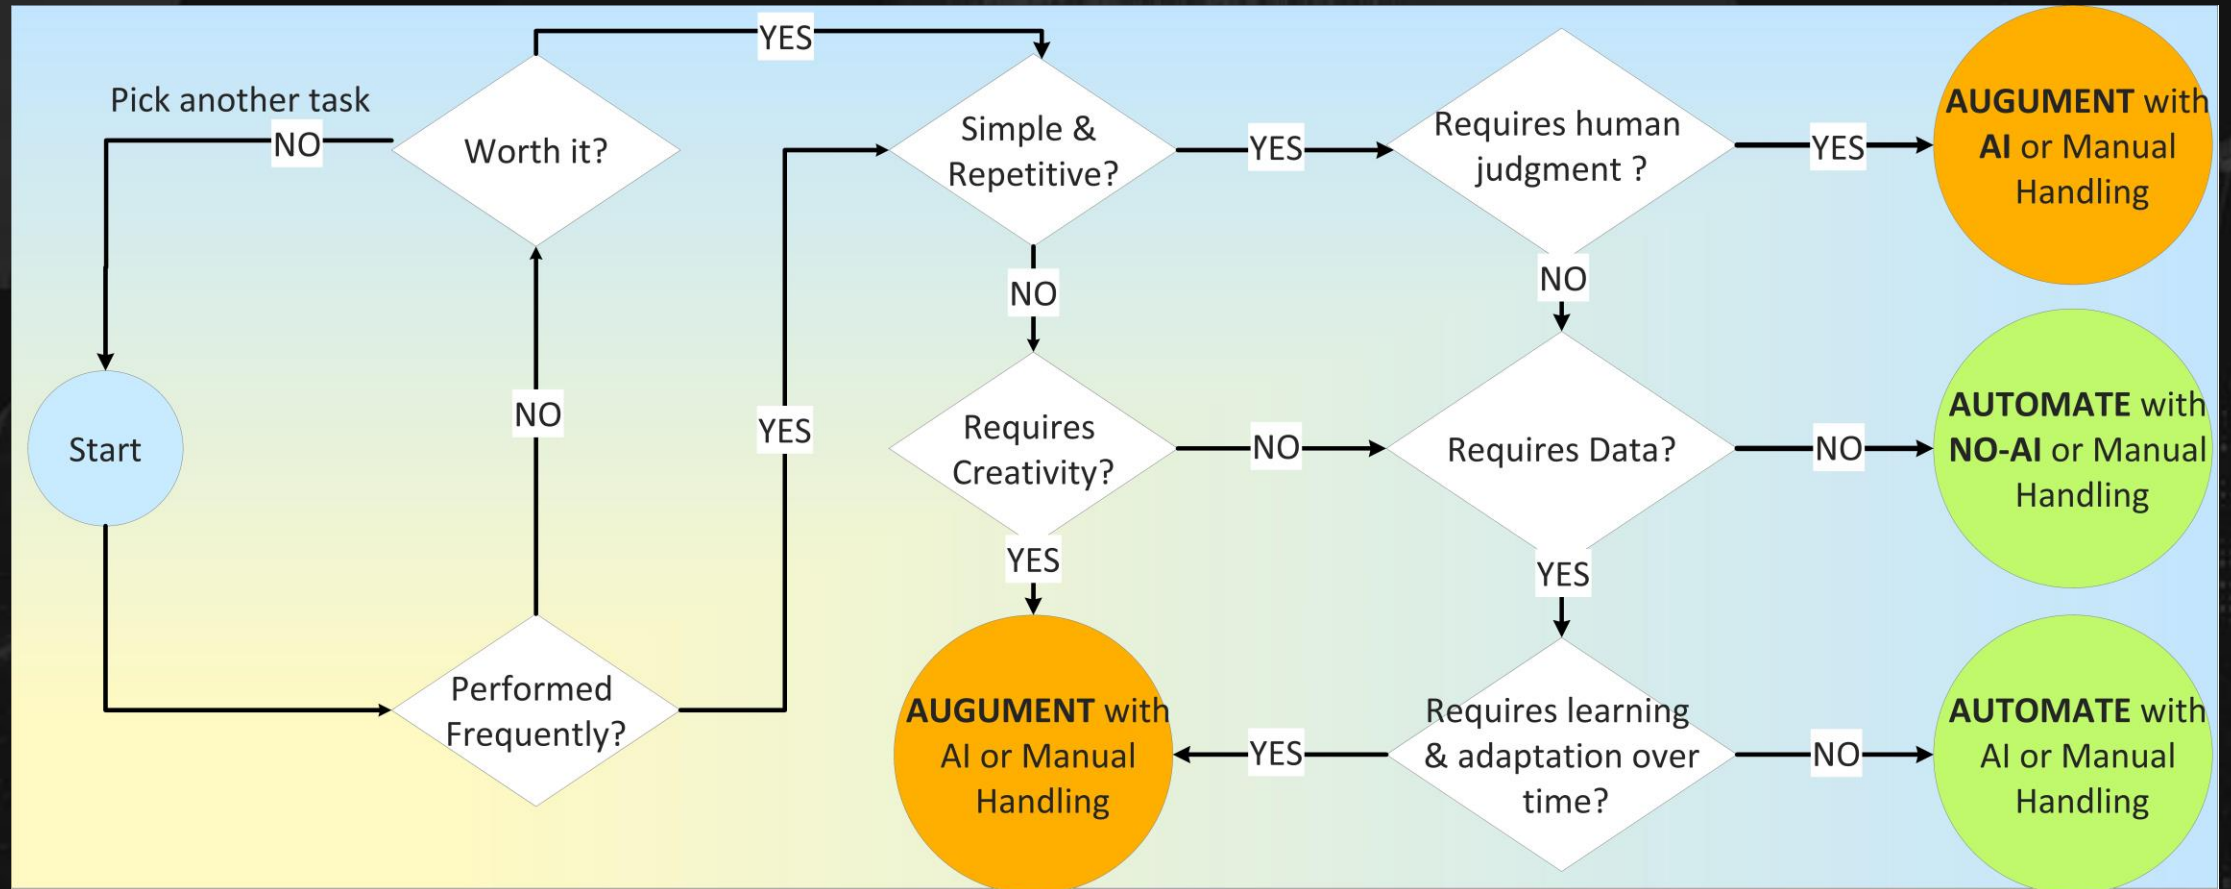 Pick another task
NO
Worth it?
YES
Simple &
Repetitive?
YES
Requires human
judgment ?
YES
AUGUMENT with
AI or Manual
Handling
NO
NO
Start
NO
YES
Requires
Creativity?
NO
Requires Data?
NO
AUTOMATE with
NO-AI or Manual
Handling
YES
YES
Performed
Frequently?
AUGUMENT with
AI or Manual
Handling
YES
Requires learning
& adaptation over
time?
NO
AUTOMATE with
AI or Manual
Handling